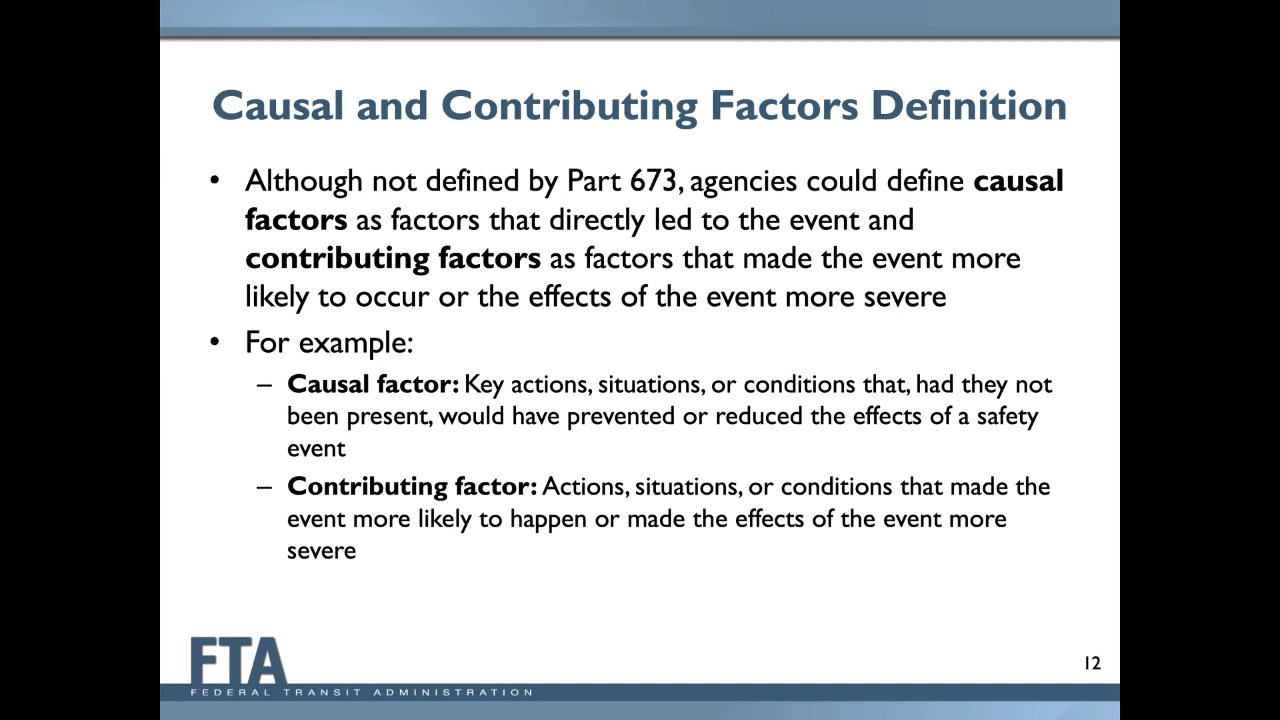 Causal and Contributing Factors Definition
• Although not defined by Part 673, agencies could define causal
factors as factors that directly led to the event and
contributing factors as factors that made the event more
likely to occur or the effects of the event more severe
• For example:
– Causal factor: Key actions, situations, or conditions that, had they not
been present, would have prevented or reduced the effects of a safety
event
– Contributing factor: Actions, situations, or conditions that made the
event more likely to happen or made the effects of the event more
severe
FTA
FEDERAL TRANSIT ADMINISTRATION
12